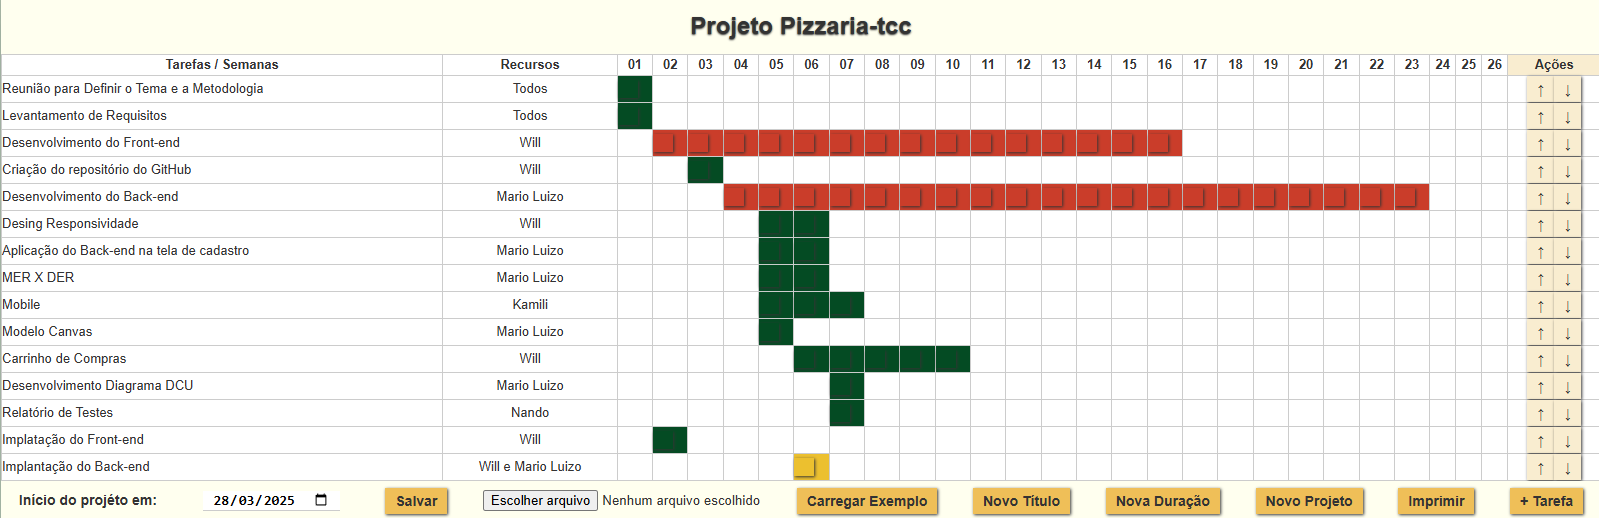 Projeto Pizzaria-tcc
Tarefas / Semanas Recursos 01 02 03 04 05 06 07 08 09 10 11 12 13 14 15 16 17 18 19 20 21 22 23 24 25 26 Ações
Reunião para Definir o Tema e a Metodologia Todos ↑ ↓
Levantamento de Requisitos Todos ↑ ↓
Desenvolvimento do Front-end Will ↑ ↓
Criação do repositório do GitHub Will ↑ ↓
Desenvolvimento do Back-end Mario Luizo ↑ ↓
Desing Responsividade Will ↑ ↓
Aplicação do Back-end na tela de cadastro Mario Luizo ↑ ↓
MER X DER Mario Luizo ↑ ↓
Mobile Kamili ↑ ↓
Modelo Canvas Mario Luizo ↑ ↓
Carrinho de Compras Will ↑ ↓
Desenvolvimento Diagrama DCU Mario Luizo ↑ ↓
Relatório de Testes Nando ↑ ↓
Implatação do Front-end Will ↑ ↓
Implantação do Back-end Will e Mario Luizo ↑ ↓
Início do projéto em: 28/03/2025 Salvar Escolher arquivo Nenhum arquivo escolhido Carregar Exemplo Novo Título Nova Duração Novo Projeto Imprimir + Tarefa